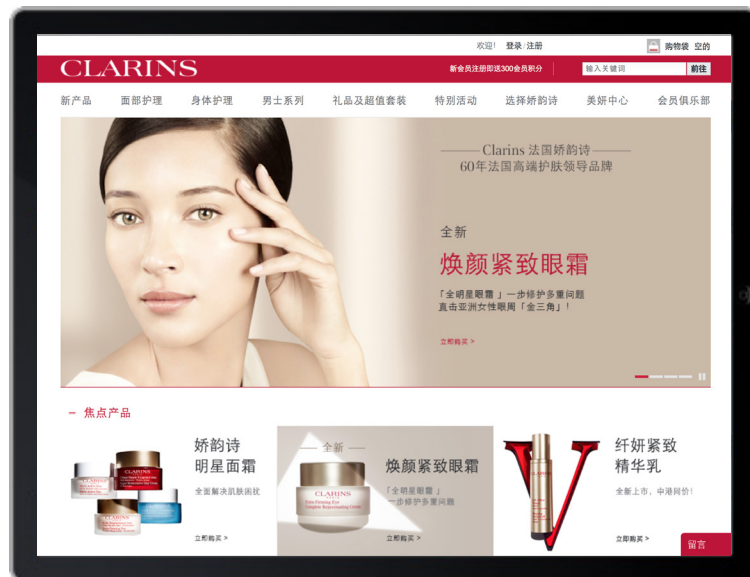 欢迎! 登录/注册
购物袋 空的
CLARINS
新会员注册即送300会员积分
输入关键词
前往
新产品 面部护理 身体护理 男士系列 礼品及超值套装 特别活动 选择娇韵诗 美妍中心 会员俱乐部
Clarins 法国娇韵诗
60年法国高端护肤领导品牌
全新
焕颜紧致眼霜
「全明星眼霜 」一步修护多重问题
直击亚洲女性眼周「金三角」!
立即购买 >
– 焦点产品
娇韵诗
明星面霜
全面解决肌肤困扰
立即购买 >
CLARINS
全新
焕颜紧致眼霜
「全明星眼霜 」
一步修护多重问题
立即购买 >
CLARINS
Extra-Firming Eye
Complete Rejuvenating Cream
V
纤妍紧致
精华乳
全新上市，中港同价!
立即购买 >
留言